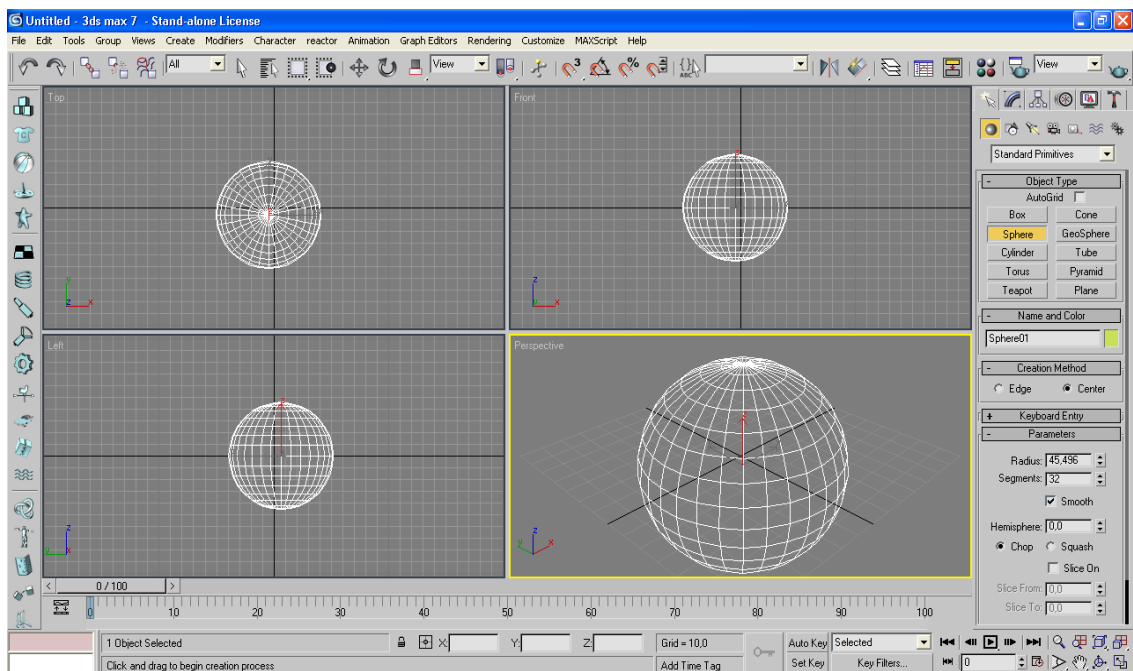 Untitled - 3ds max 7 - Stand-alone License
File Edit Tools Group Views Create Modifiers Character reactor Animation Graph Editors Rendering Customize MAXScript Help
All View 3 % ABC View
Top Front
Standard Primitives
- Object Type
AutoGrid
Box Cone
Sphere GeoSphere
Cylinder Tube
Torus Pyramid
Teapot Plane
y z
z x y x
- Name and Color
Sphere01
Left Perspective
- Creation Method
Edge Center
+ Keyboard Entry
- Parameters
Radius: 45,496
Segments: 32
Smooth
Hemisphere: 0,0
Chop Squash
Slice On
z z
y x y x
< 0 / 100 >
Slice From: 0,0
Slice To: 0,0
0 10 20 30 40 50 60 70 80 90 100
1 Object Selected X: Y: Z: Grid = 10,0 Auto Key Selected
Click and drag to begin creation process Add Time Tag Set Key Key Filters... 0